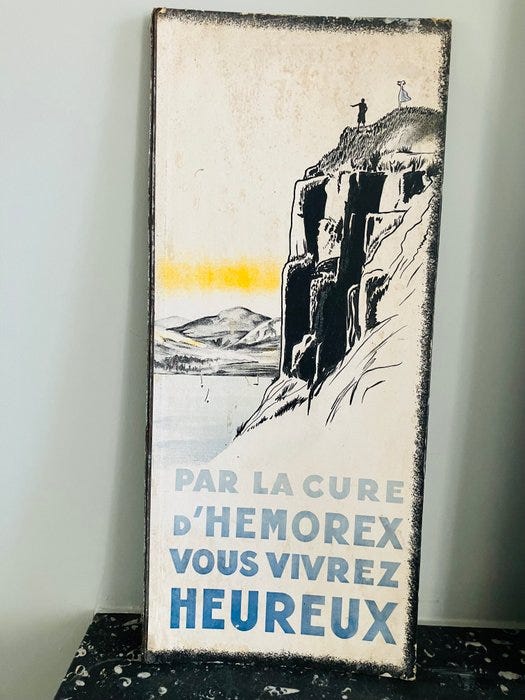 PAR LA CURE
D'HEMOREX
VOUS VIVREZ
HEUREUX